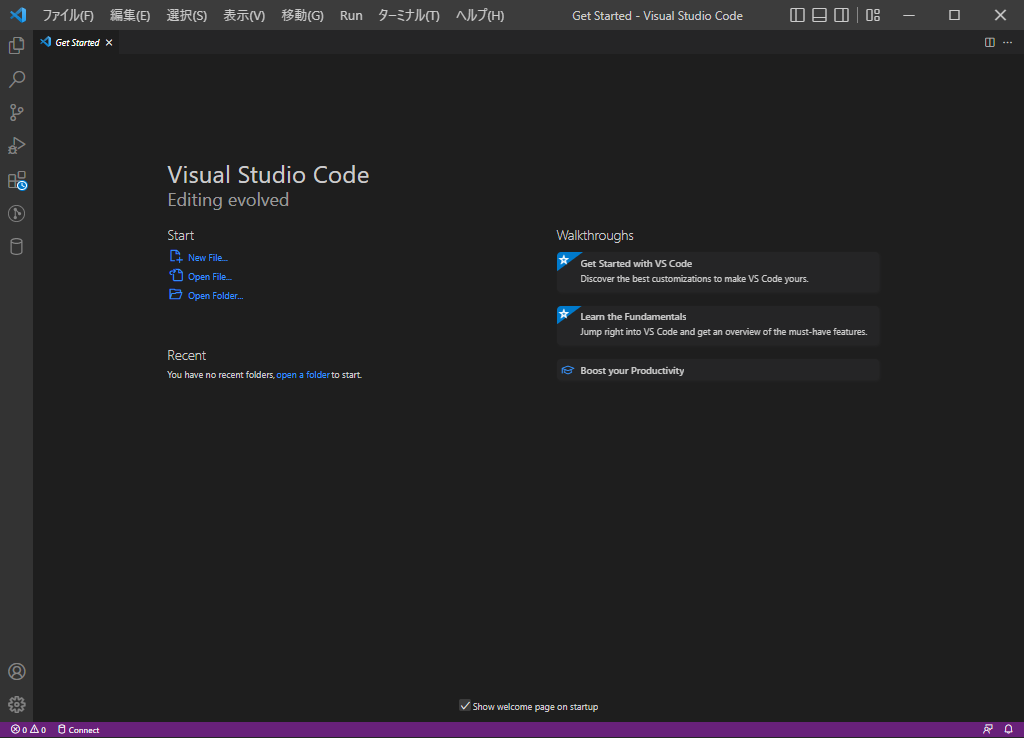 ファイル(F) 編集(E) 選択(S) 表示(V) 移動(G) Run ターミナル(T) ヘルプ(H) Get Started - Visual Studio Code
Get Started
Visual Studio Code
Editing evolved
Start
New File...
Open File...
Open Folder...
Recent
You have no recent folders, open a folder to start.
Walkthroughs
Get Started with VS Code
Discover the best customizations to make VS Code yours.
Learn the Fundamentals
Jump right into VS Code and get an overview of the must-have features.
Boost your Productivity
Show welcome page on startup
0 0 Connect